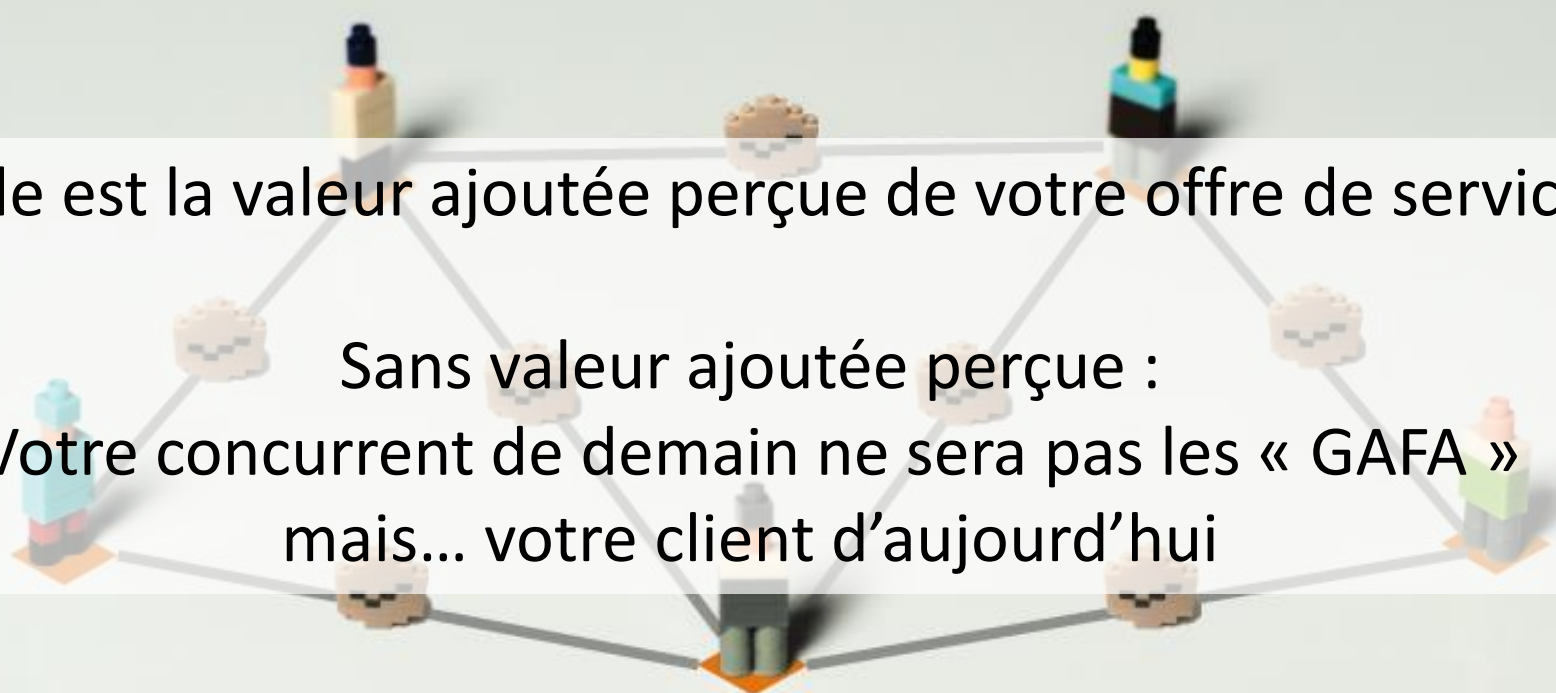 le est la valeur ajoutée perçue de votre offre de servic
Sans valeur ajoutée perçue :
Votre concurrent de demain ne sera pas les « GAFA »
mais… votre client d’aujourd’hui